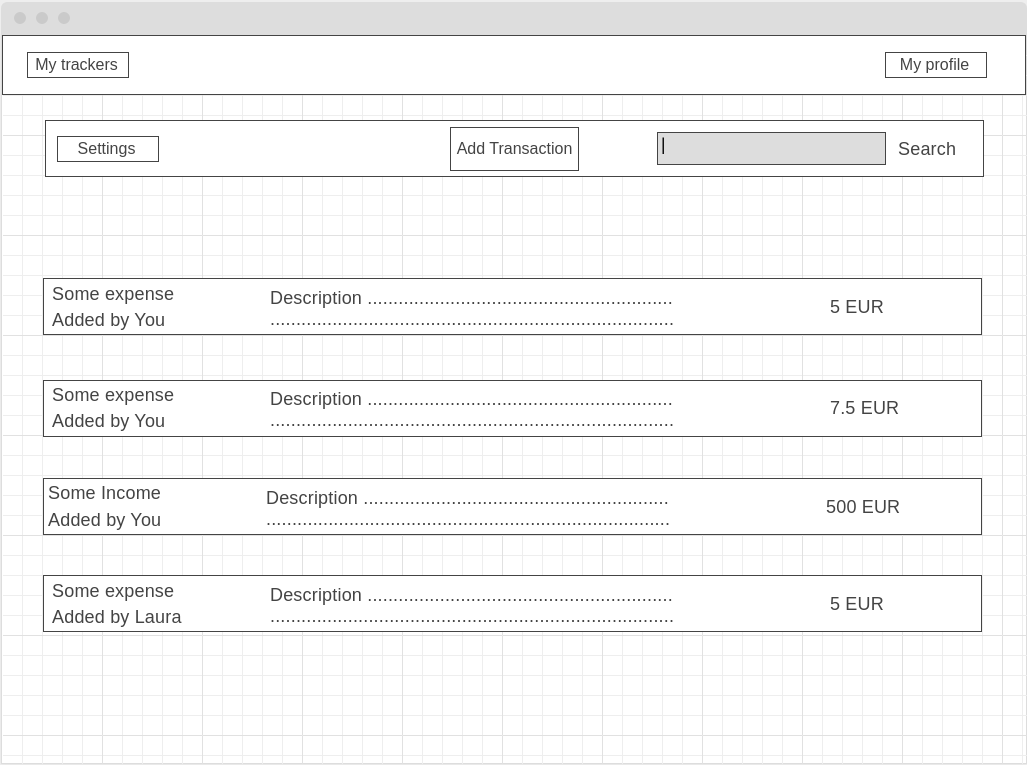 My trackers
My profile
Settings
Add Transaction
Search
Some expense
Added by You
Description ...........................................................
..............................................................................
5 EUR
Some expense
Added by You
Description ...........................................................
..............................................................................
7.5 EUR
Some Income
Added by You
Description ...........................................................
..............................................................................
500 EUR
Some expense
Added by Laura
Description ...........................................................
..............................................................................
5 EUR